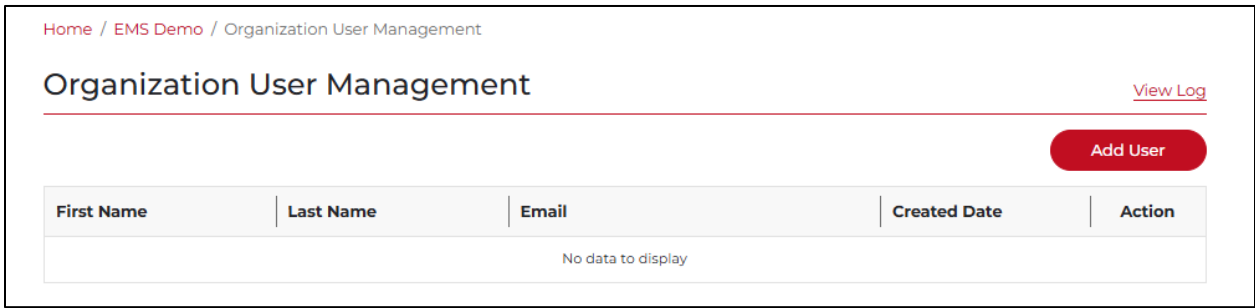 Home / EMS Demo / Organization User Management
Organization User Management
View Log
Add User
First Name Last Name Email Created Date Action
No data to display